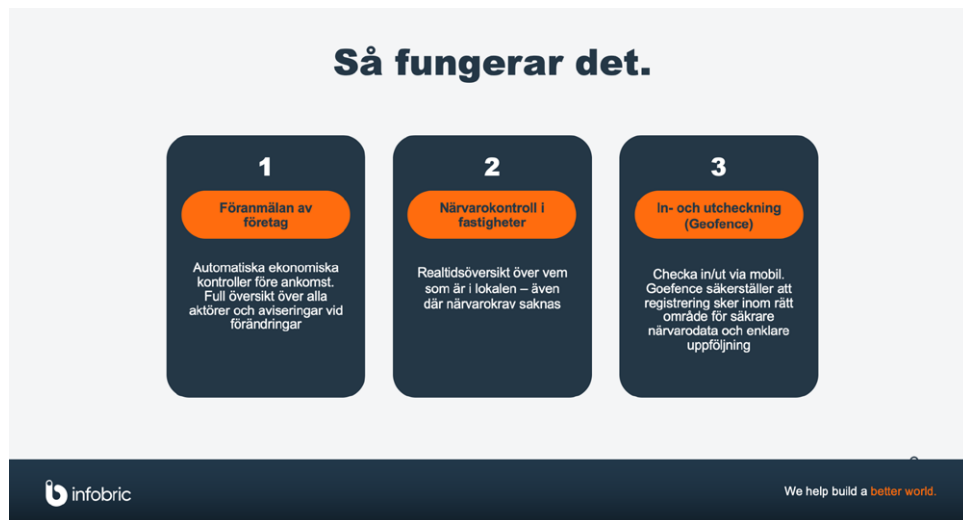 Så fungerar det.
1
Föranmälan av
företag
Automatiska ekonomiska
kontroller före ankomst.
Full översikt över alla
aktörer och aviseringar vid
förändringar
2
Närvarokontroll i
fastigheter
Realtidsöversikt över vem
som är i lokalen – även
där närvarokrav saknas
3
In- och utcheckning
(Geofence)
Checka in/ut via mobil.
Goefence säkerställer att
registrering sker inom rätt
område för säkrare
närvarodata och enklare
uppföljning
infobric
We help build a better world.